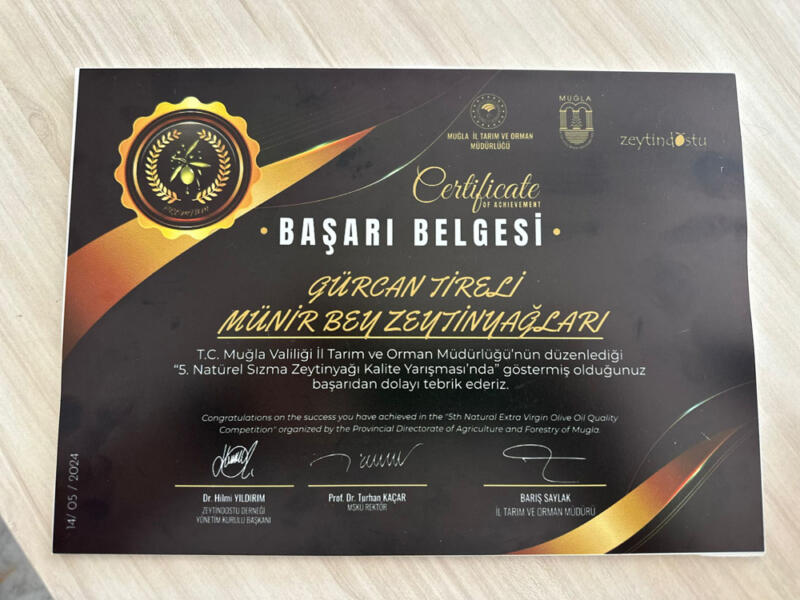 MUĞLA İL TARIM VE ORMAN
MÜDÜRLÜĞÜ
MUĞLA
zeytindostu
Certificate
OF ACHIEVEMENT
BAŞARI BELGESİ
GÜRCAN TİRELİ
MÜNİR BEY ZEYTİNYAĞLARI
T.C. Muğla Valiliği İl Tarım ve Orman Müdürlüğü'nün düzenlediği
“5. Natürel Sızma Zeytinyağı Kalite Yarışması'nda” göstermiş olduğunuz
başarıdan dolayı tebrik ederiz.
Congratulations on the success you have achieved in the "5th Natural Extra Virgin Olive Oil Quality
Competition" organized by the Provincial Directorate of Agriculture and Forestry of Mugla.
Dr. Hilmi YILDIRIM
ZEYTİNDOSTU DERNEĞİ
YÖNETİM KURULU BAŞKANI
Prof. Dr. Turhan KAÇAR
MSKÜ REKTÖR
BARIŞ SAYLAK
İL TARIM VE ORMAN MÜDÜRÜ
14/ 05 / 2024